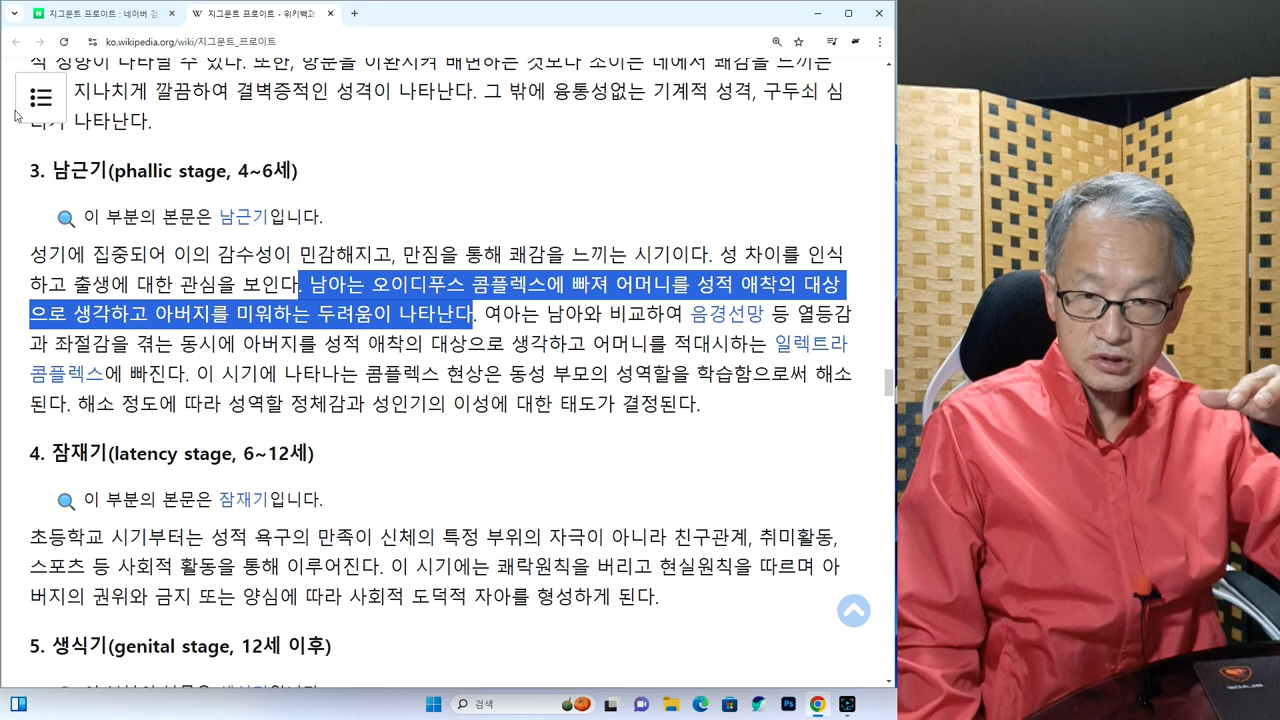 지그문트 프로이트 : 네이버 검
지그문트 프로이트 - 위키백고
ko.wikipedia.org/wiki/지그문트_프로이트
지나치게 깔끔하여 결벽증적인 성격이 나타난다. 그 밖에 융통성없는 기계적 성격, 구두쇠 심
나타난다.
3. 남근기(phallic stage, 4~6세)
이 부분의 본문은 남근기입니다.
성기에 집중되어 이의 감수성이 민감해지고, 만짐을 통해 쾌감을 느끼는 시기이다. 성 차이를 인식
하고 출생에 대한 관심을 보인다. 남아는 오이디푸스 콤플렉스에 빠져 어머니를 성적 애착의 대상
으로 생각하고 아버지를 미워하는 두려움이 나타난다. 여아는 남아와 비교하여 음경선망 등 열등감
과 좌절감을 겪는 동시에 아버지를 성적 애착의 대상으로 생각하고 어머니를 적대시하는 일렉트라
콤플렉스에 빠진다. 이 시기에 나타나는 콤플렉스 현상은 동성 부모의 성역할을 학습함으로써 해소
된다. 해소 정도에 따라 성역할 정체감과 성인기의 이성에 대한 태도가 결정된다.
4. 잠재기(latency stage, 6~12세)
이 부분의 본문은 잠재기입니다.
초등학교 시기부터는 성적 욕구의 만족이 신체의 특정 부위의 자극이 아니라 친구관계, 취미활동,
스포츠 등 사회적 활동을 통해 이루어진다. 이 시기에는 쾌락원칙을 버리고 현실원칙을 따르며 아
버지의 권위와 금지 또는 양심에 따라 사회적 도덕적 자아를 형성하게 된다.
5. 생식기(genital stage, 12세 이후)
검색
Ps